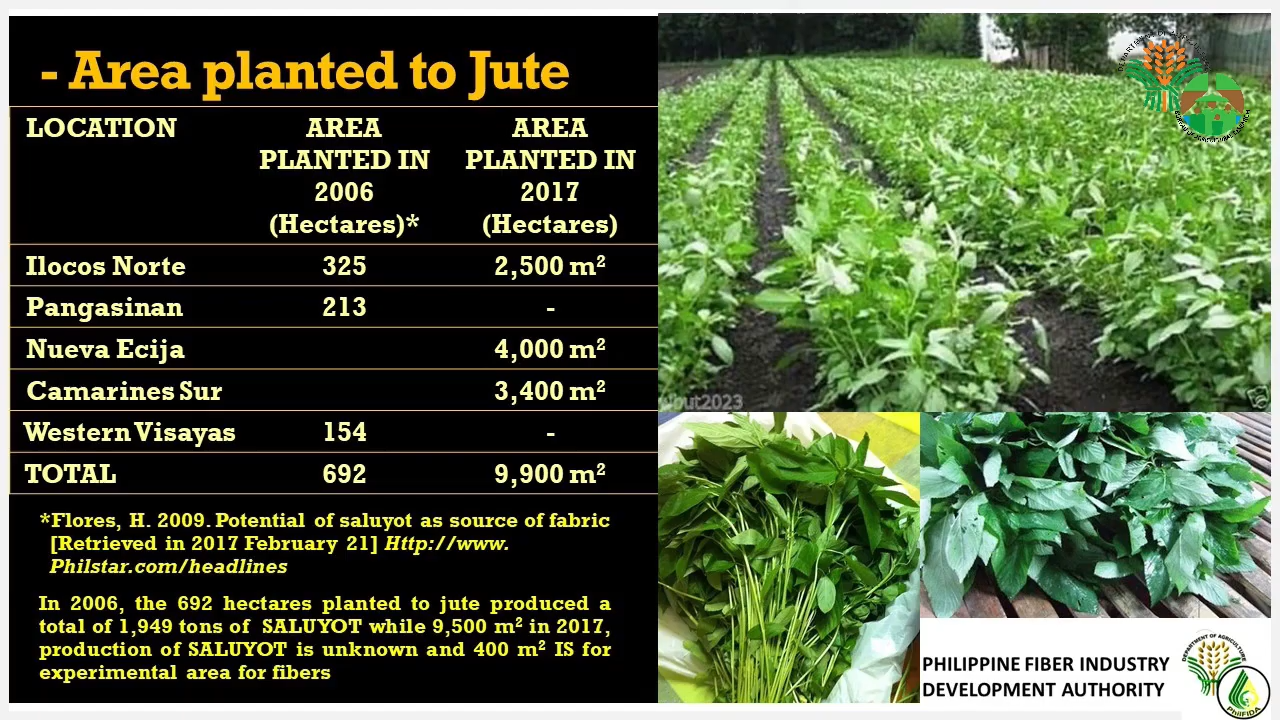 - Area planted to Jute
LOCATION AREA PLANTED IN 2006 (Hectares)* AREA PLANTED IN 2017 (Hectares)
Ilocos Norte 325 2,500 m²
Pangasinan 213 -
Nueva Ecija 4,000 m²
Camarines Sur 3,400 m²
Western Visayas 154 -
TOTAL 692 9,900 m²
*Flores, H. 2009. Potential of saluyot as source of fabric
[Retrieved in 2017 February 21] Http://www.
Philstar.com/headlines
In 2006, the 692 hectares planted to jute produced a
total of 1,949 tons of SALUYOT while 9,500 m² in 2017,
production of SALUYOT is unknown and 400 m² IS for
experimental area for fibers
PHILIPPINE FIBER INDUSTRY
DEVELOPMENT AUTHORITY
DEPARTMENT OF AGRICULTURE
PhilFIDA